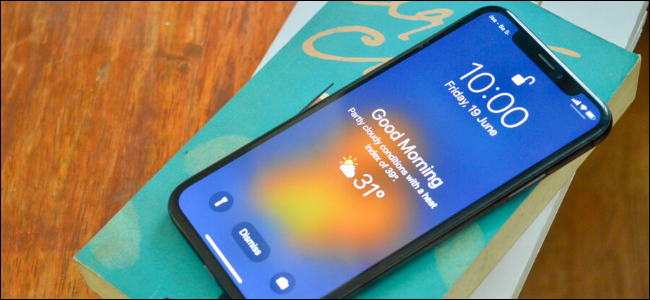 10:00
Friday, 19 June
Good Morning
Partly cloudy conditions with a heat
index of 39°.
31°
Dismiss